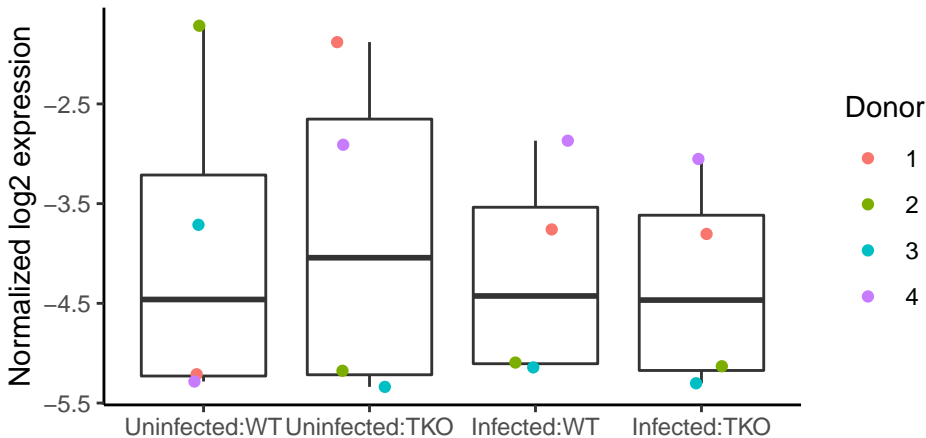 Normalized log2 expression
−2.5
−3.5
−4.5
−5.5
Uninfected:WT
Uninfected:TKO
Infected:WT
Infected:TKO
Donor
1
2
3
4